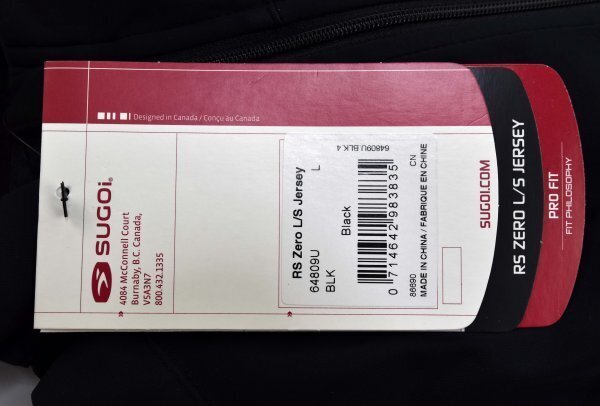 Designed in Canada / Conçu au Canada
SUGOi®
4084 McConnell Court
Burnaby, B.C. Canada,
V5A3N7
800.432.1335
RS Zero L/S Jersey
64809U L
BLK Black
64809U BLK 4
0 714642 983835
86690 CN
MADE IN CHINA / FABRIQUE EN CHINE
SUGOI.COM
RS ZERO L/S JERSEY
PRO FIT
FIT PHILOSOPHY